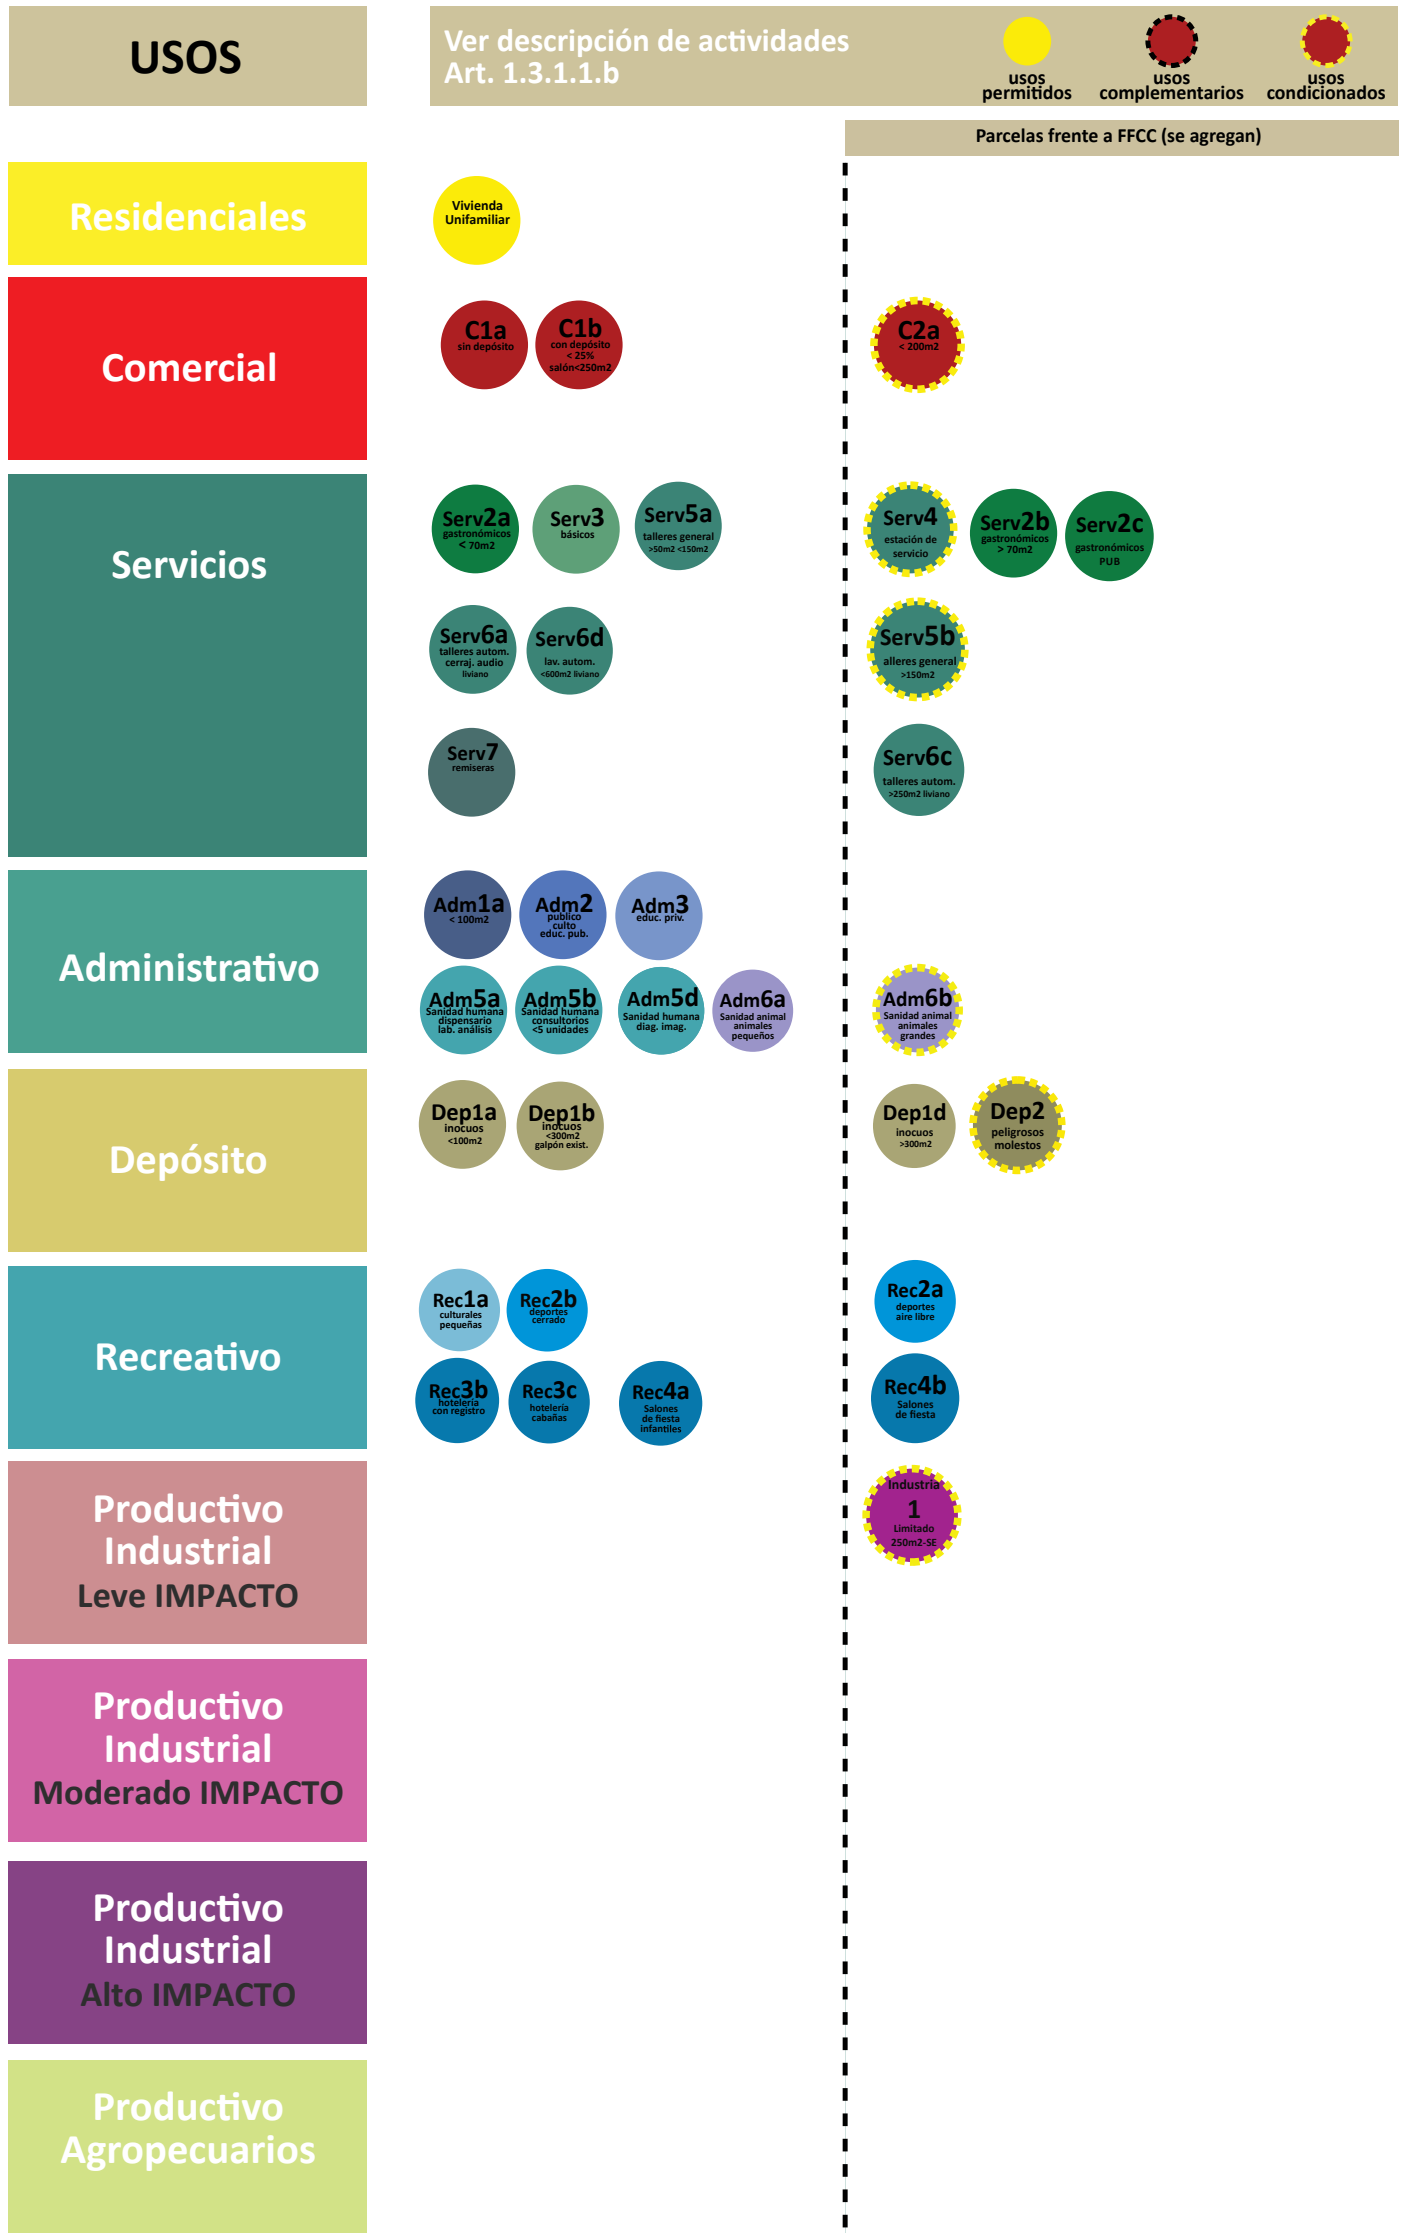 USOS
Ver descripción de actividades
Art. 1.3.1.1.b
usos
permitidos
usos
complementarios
usos
condicionados
Parcelas frente a FFCC (se agregan)
Residenciales
Vivienda
Unifamiliar
Comercial
C1a
sin depósito
C1b
con depósito
< 25%
salón<250m2
C2a
< 200m2
Servicios
Serv2a
gastronómicos
< 70m2
Serv3
básicos
Serv5a
talleres general
>50m2 <150m2
Serv4
estación de
servicio
Serv2b
gastronómicos
> 70m2
Serv2c
gastronómicos
PUB
Serv6a
talleres autom.
cerraj. audio
liviano
Serv6d
lav. autom.
<600m2 liviano
Serv5b
alleres general
>150m2
Serv7
remiseras
Serv6c
talleres autom.
>250m2 liviano
Administrativo
Adm1a
< 100m2
Adm2
publico
culto
educ. pub.
Adm3
educ. priv.
Adm5a
Sanidad humana
dispensario
lab. análisis
Adm5b
Sanidad humana
consultorios
<5 unidades
Adm5d
Sanidad humana
diag. imag.
Adm6a
Sanidad animal
animales
pequeños
Adm6b
Sanidad animal
animales
grandes
Depósito
Dep1a
inocuos
<100m2
Dep1b
inocuos
<300m2
galpón exist.
Dep1d
inocuos
>300m2
Dep2
peligrosos
molestos
Recreativo
Rec1a
culturales
pequeñas
Rec2b
deportes
cerrado
Rec2a
deportes
aire libre
Rec3b
hotelería
con registro
Rec3c
hotelería
cabañas
Rec4a
Salones
de fiesta
infantiles
Rec4b
Salones
de fiesta
Productivo
Industrial
Leve IMPACTO
Industria
1
Limitado
250m2-SE
Productivo
Industrial
Moderado IMPACTO
Productivo
Industrial
Alto IMPACTO
Productivo
Agropecuarios